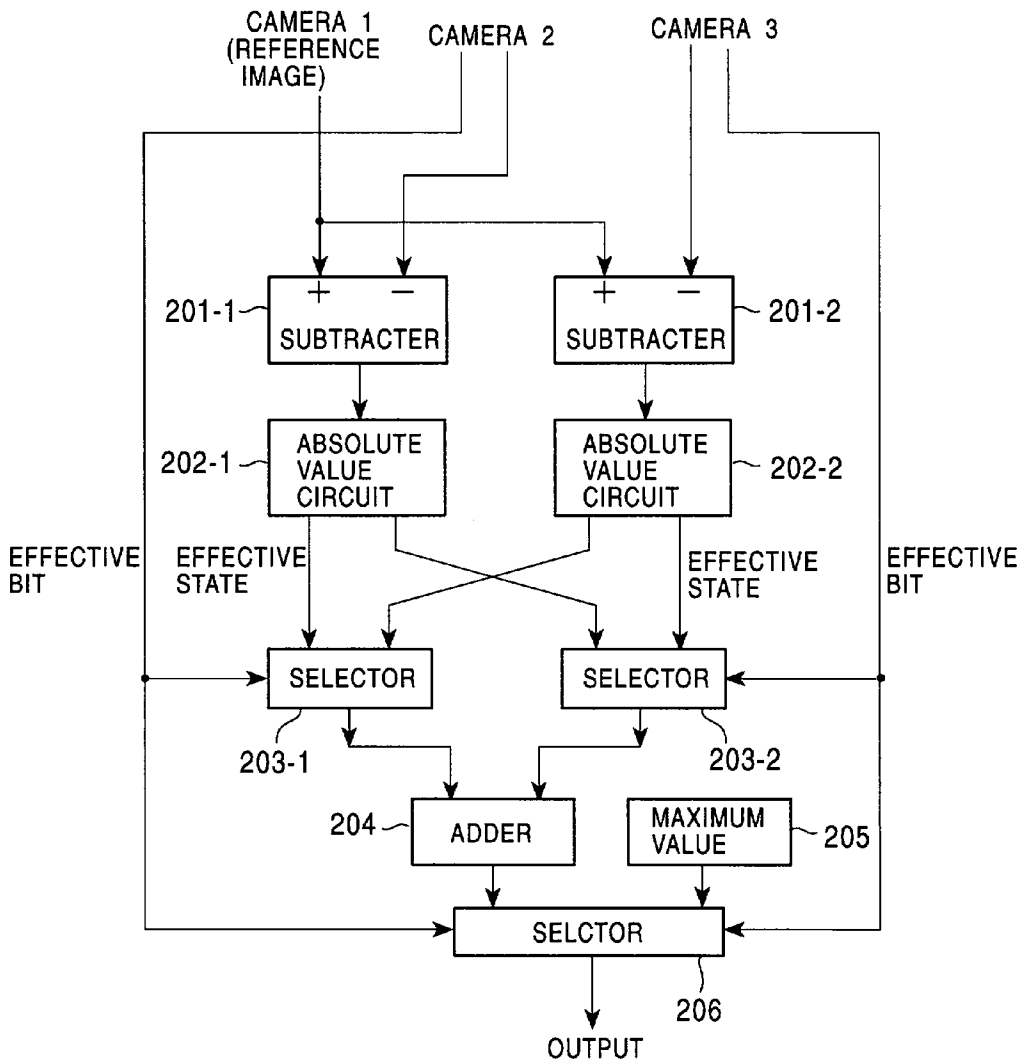 CAMERA 1
(REFERENCE
IMAGE)
CAMERA 2
CAMERA 3
+ −
SUBTRACTER
201-1
+ −
SUBTRACTER
201-2
ABSOLUTE
VALUE
CIRCUIT
202-1
ABSOLUTE
VALUE
CIRCUIT
202-2
EFFECTIVE
BIT
EFFECTIVE
STATE
EFFECTIVE
STATE
EFFECTIVE
BIT
SELECTOR
203-1
SELECTOR
203-2
204
ADDER
MAXIMUM
VALUE
205
SELCTOR
206
OUTPUT